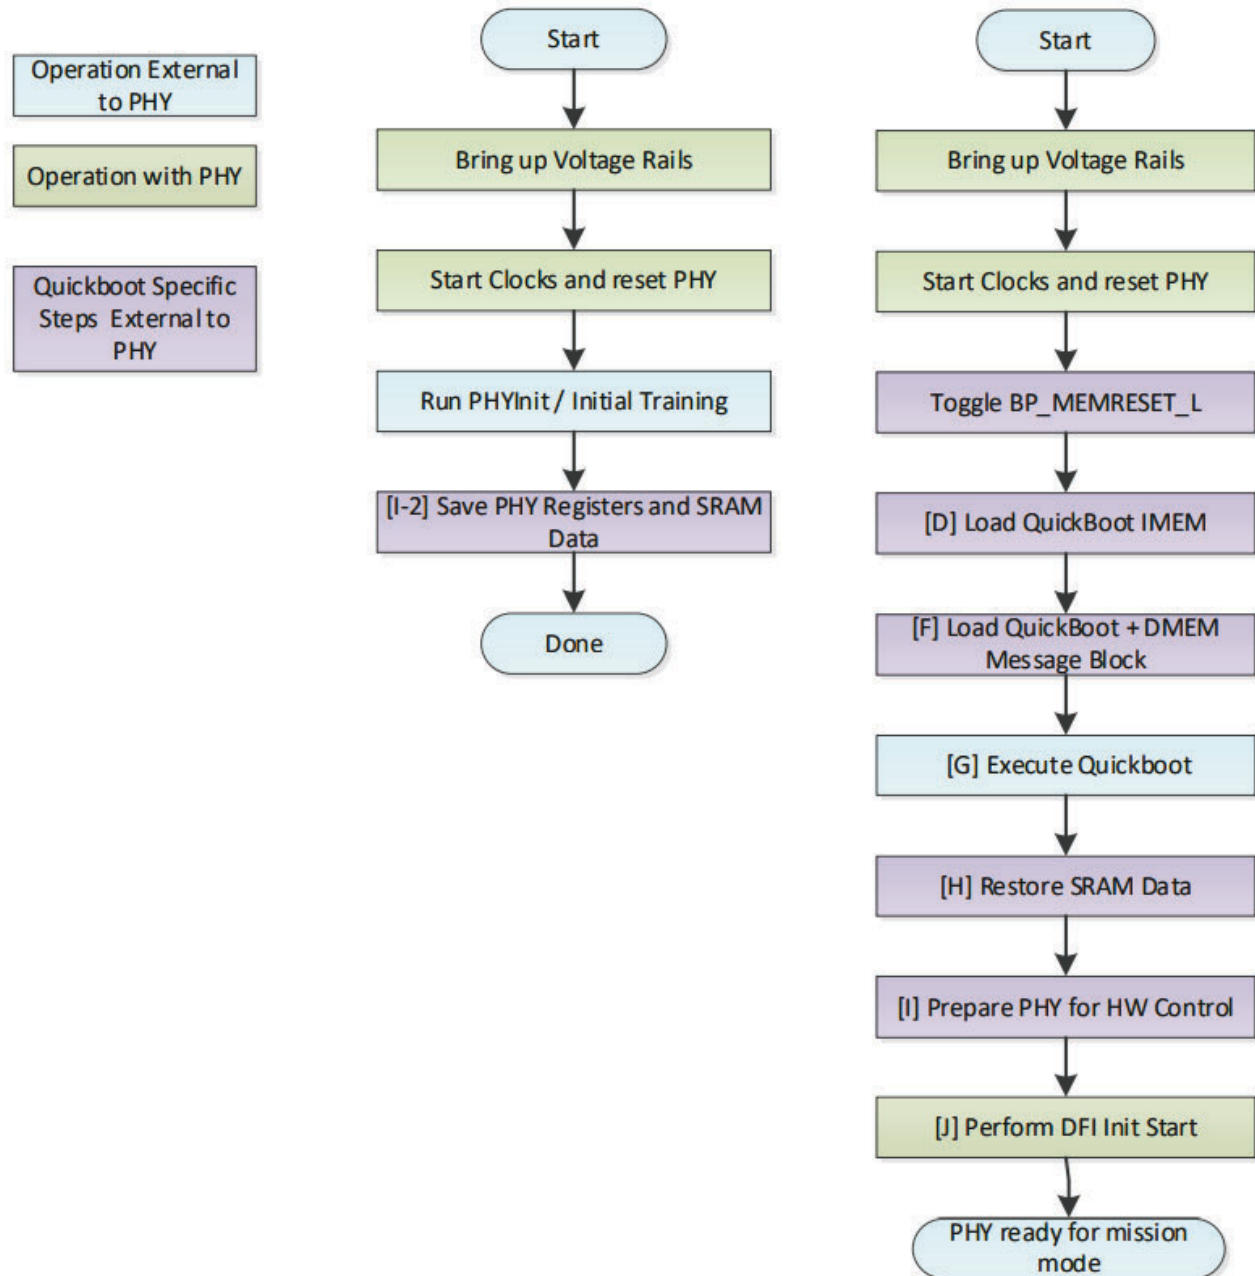 Operation External
to PHY
Operation with PHY
Quickboot Specific
Steps External to
PHY
Start
Bring up Voltage Rails
Start Clocks and reset PHY
Run PHYInit / Initial Training
[I-2] Save PHY Registers and SRAM
Data
Done
Start
Bring up Voltage Rails
Start Clocks and reset PHY
Toggle BP_MEMRESET_L
[D] Load QuickBoot IMEM
[F] Load QuickBoot + DMEM
Message Block
[G] Execute Quickboot
[H] Restore SRAM Data
[I] Prepare PHY for HW Control
[J] Perform DFI Init Start
PHY ready for mission
mode